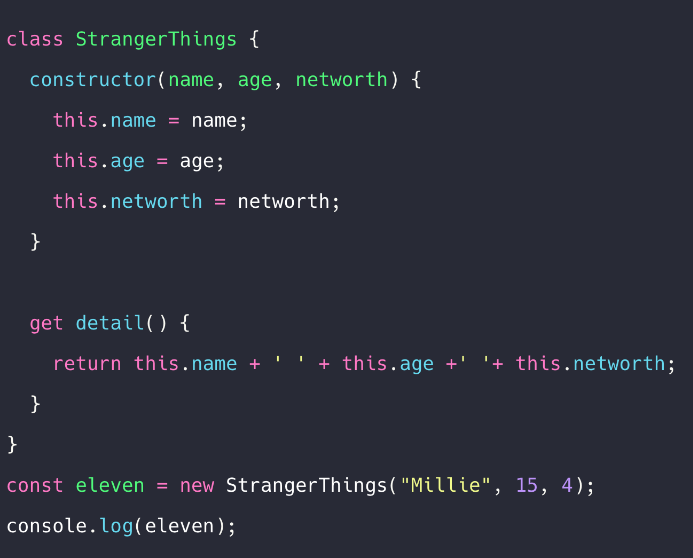 class StrangerThings {
  constructor(name, age, networth) {
    this.name = name;
    this.age = age;
    this.networth = networth;
  }
  get detail() {
    return this.name + ' ' + this.age +' '+ this.networth;
  }
}
const eleven = new StrangerThings("Millie", 15, 4);
console.log(eleven);